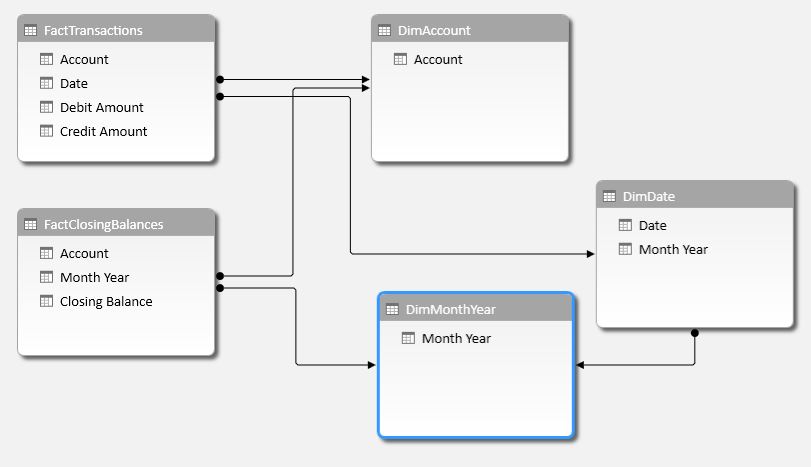 FactTransactions
Account
Date
Debit Amount
Credit Amount
DimAccount
Account
DimDate
Date
Month Year
FactClosingBalances
Account
Month Year
Closing Balance
DimMonthYear
Month Year